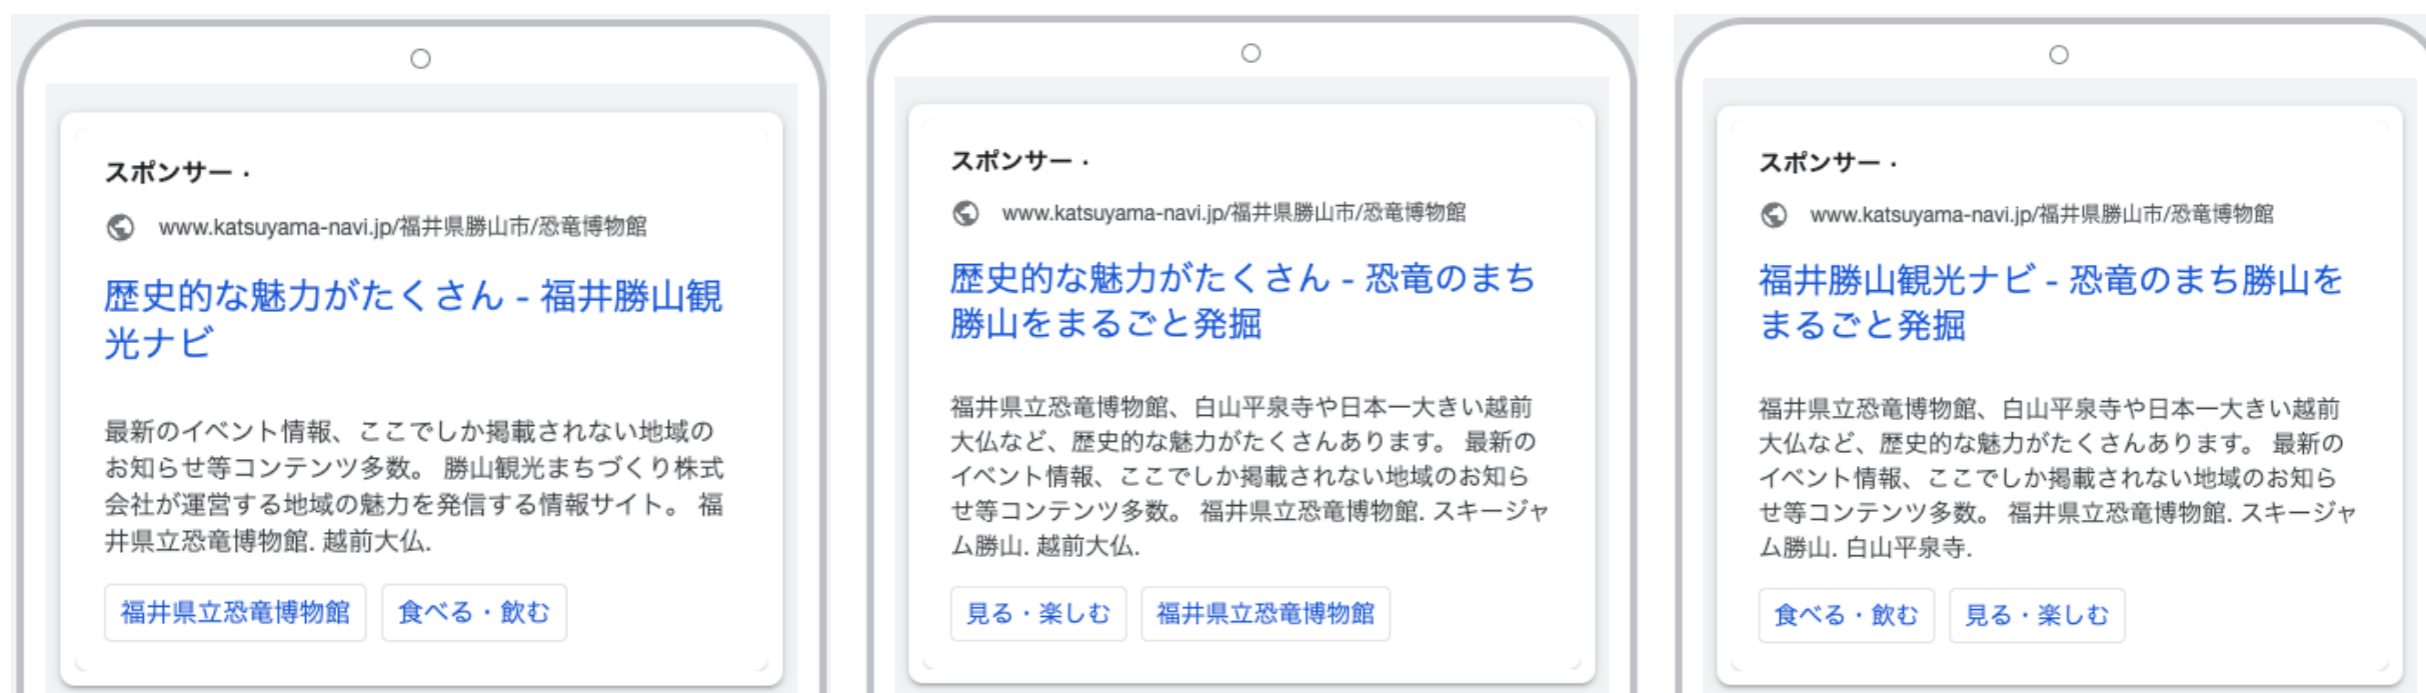 スポンサー ·
www.katsuyama-navi.jp/福井県勝山市/恐竜博物館
歴史的な魅力がたくさん - 福井勝山観
光ナビ
最新のイベント情報、ここでしか掲載されない地域の
お知らせ等コンテンツ多数。 勝山観光まちづくり株式
会社が運営する地域の魅力を発信する情報サイト。 福
井県立恐竜博物館. 越前大仏.
福井県立恐竜博物館 食べる・飲む
スポンサー ·
www.katsuyama-navi.jp/福井県勝山市/恐竜博物館
歴史的な魅力がたくさん - 恐竜のまち
勝山をまるごと発掘
福井県立恐竜博物館、白山平泉寺や日本一大きい越前
大仏など、歴史的な魅力がたくさんあります。 最新の
イベント情報、ここでしか掲載されない地域のお知ら
せ等コンテンツ多数。 福井県立恐竜博物館. スキージャ
ム勝山. 越前大仏.
見る・楽しむ 福井県立恐竜博物館
スポンサー ·
www.katsuyama-navi.jp/福井県勝山市/恐竜博物館
福井勝山観光ナビ - 恐竜のまち勝山を
まるごと発掘
福井県立恐竜博物館、白山平泉寺や日本一大きい越前
大仏など、歴史的な魅力がたくさんあります。 最新の
イベント情報、ここでしか掲載されない地域のお知ら
せ等コンテンツ多数。 福井県立恐竜博物館. スキージャ
ム勝山. 白山平泉寺.
食べる・飲む 見る・楽しむ